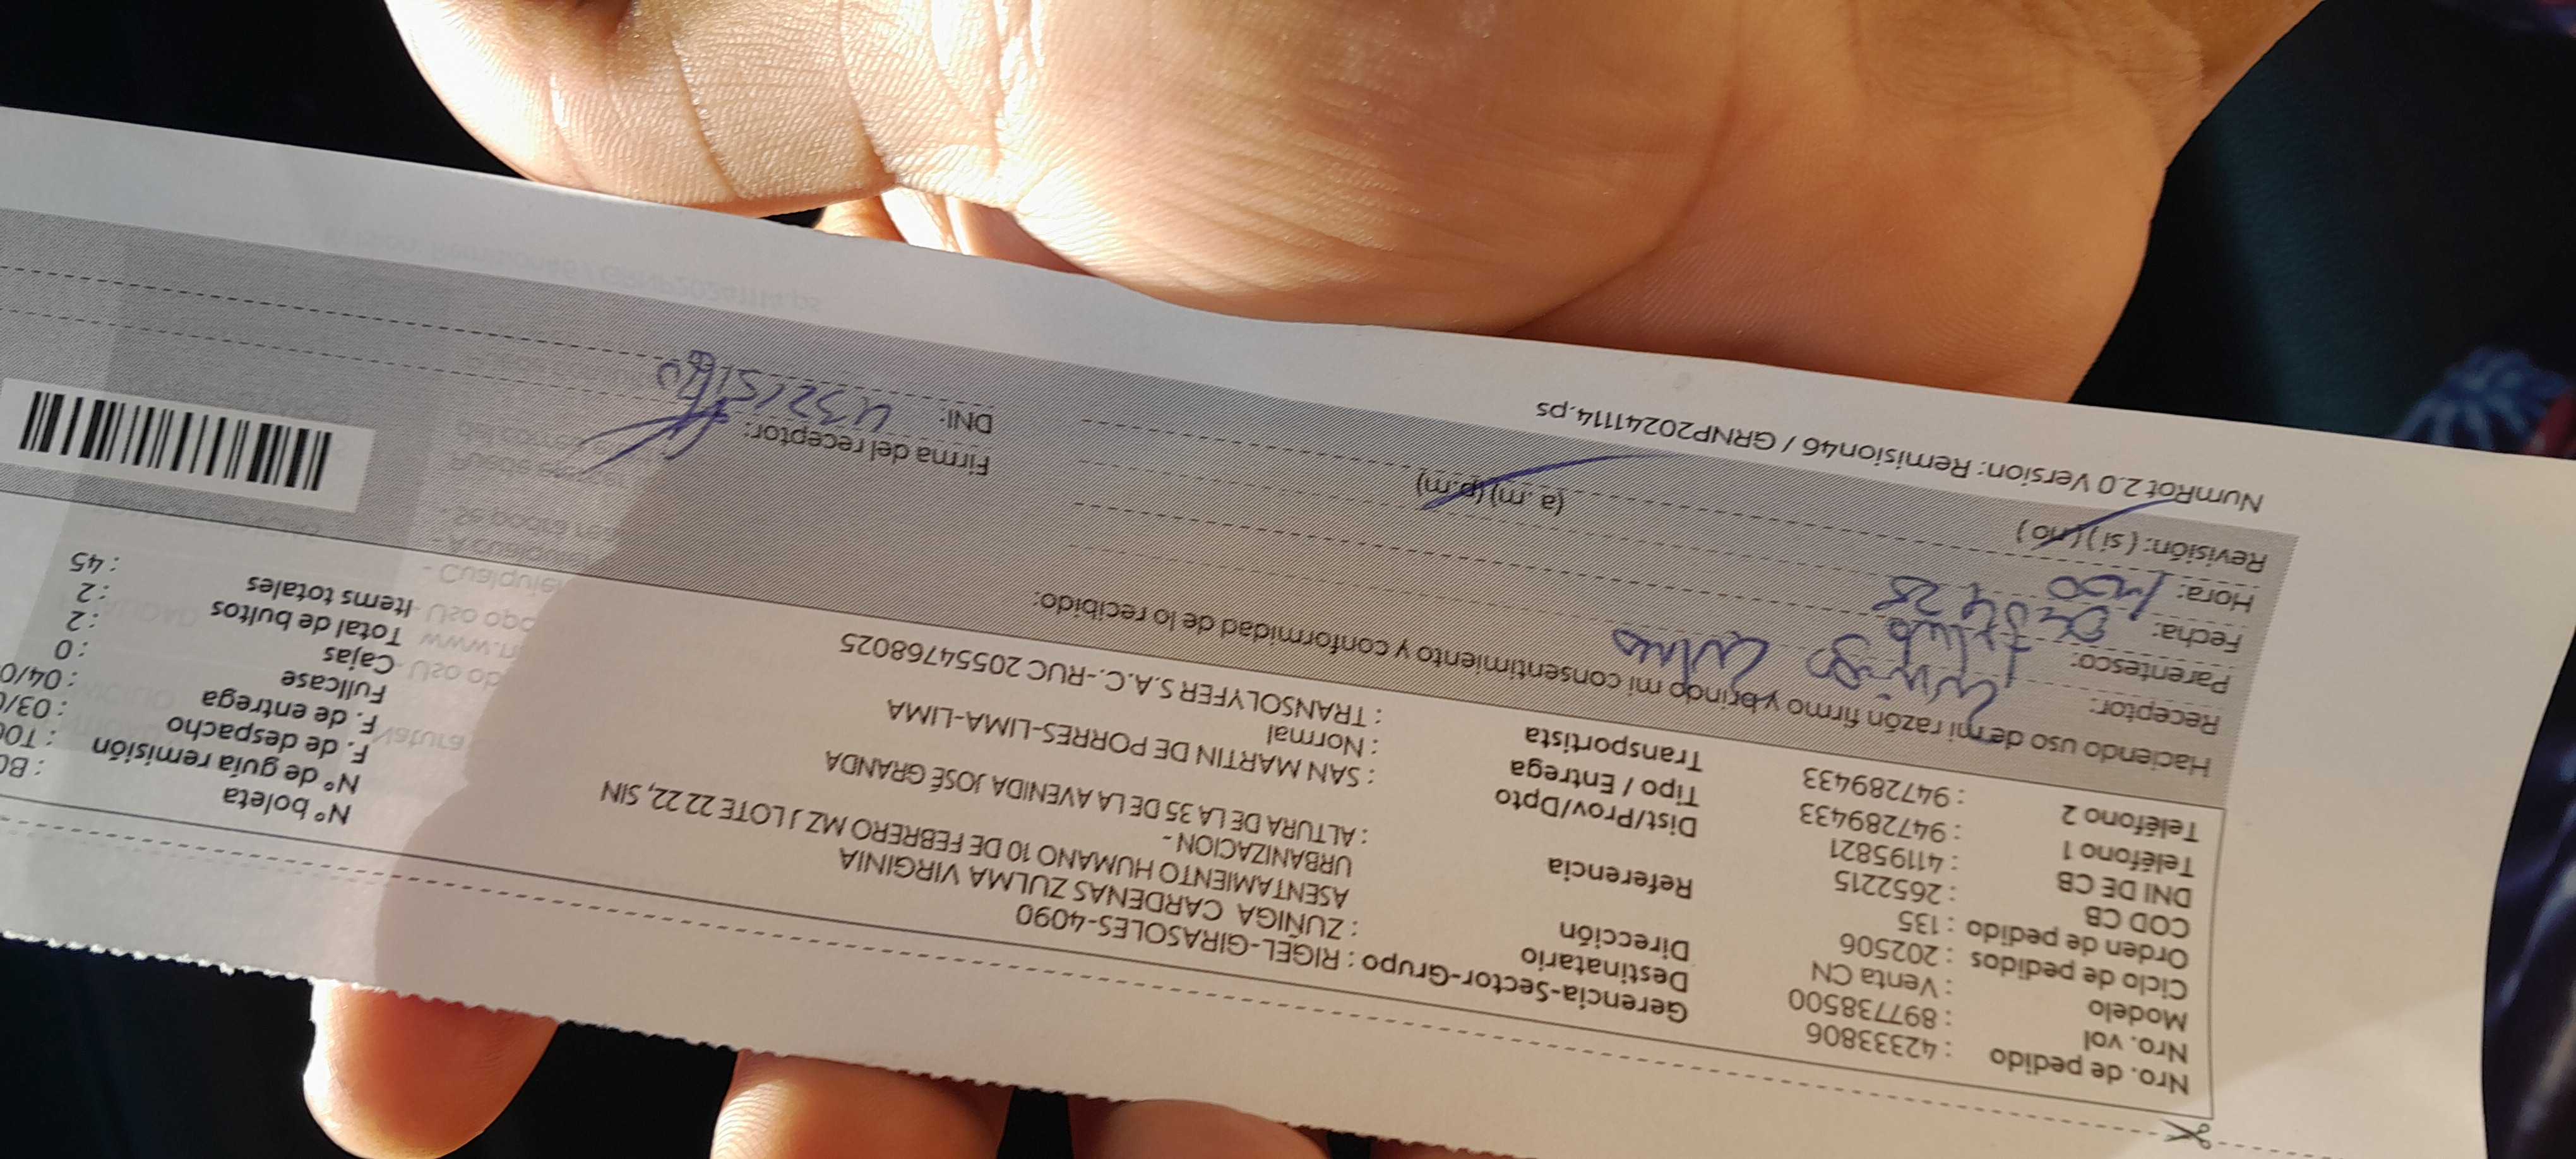 Nro. de pedido : 42333806
Nro. vol : 897738500
Modelo : Venta CN
Ciclo de pedidos : 202506
Orden de pedido : 135
COD CB : 2652215
DNI DE CB : 41195821
Teléfono 1 : 947289433
Teléfono 2 : 947289433
Gerencia-Sector-Grupo : RIGEL-GIRASOLES-4090
Destinatario : ZUÑIGA CARDENAS ZULMA VIRGINIA
Dirección ASENTAMIENTO HUMANO 10 DE FEBRERO MZ J LOTE 22 22, SIN
URBANIZACION -
Referencia : ALTURA DE LA 35 DE LA AVENIDA JOSÉ GRANDA
Dist/Prov/Dpto : SAN MARTIN DE PORRES-LIMA-LIMA
Tipo / Entrega : Normal
Transportista : TRANSOLYFER S.A.C.-RUC 20554768025
N° boleta : B0
N° de guía remisión : T00
F. de despacho : 03/0
F. de entrega : 04/0
Fullcase : 0
Cajas : 2
Total de bultos : 2
Items totales : 45
Haciendo uso de mi razón firmo y brindo mi consentimiento y conformidad de lo recibido:
Receptor:
Parentesco:
Fecha:
Hora: (a. m) (p.m)
Revisión: ( si ) ( no )
Firma del receptor:
DNI:
NumRot 2.0 Version: Remision46 / GRNP20241114.ps